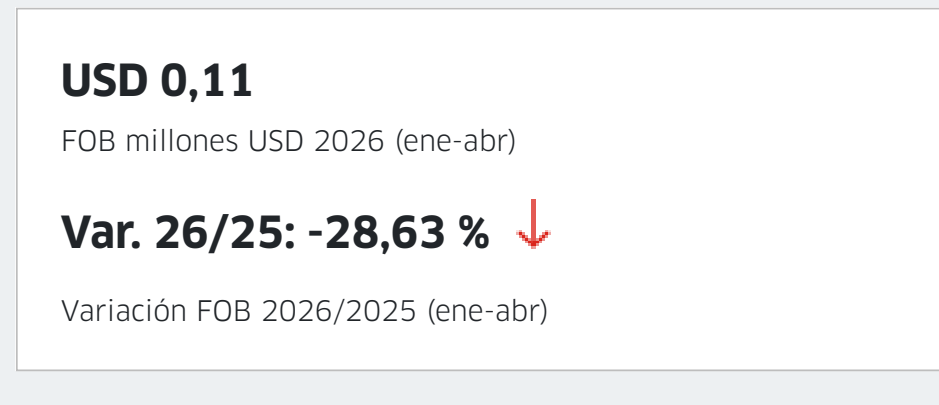 USD 0,11
FOB millones USD 2026 (ene-abr)
Var. 26/25: -28,63 %
Variación FOB 2026/2025 (ene-abr)